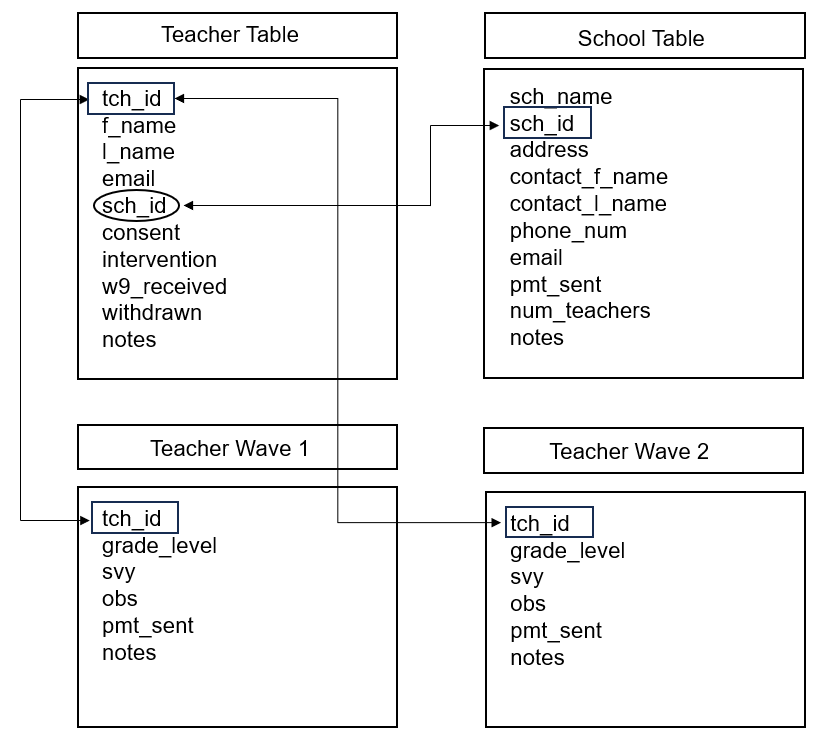 Teacher Table
tch_id
f_name
l_name
email
sch_id
consent
intervention
w9_received
withdrawn
notes
School Table
sch_name
sch_id
address
contact_f_name
contact_l_name
phone_num
email
pmt_sent
num_teachers
notes
Teacher Wave 1
tch_id
grade_level
svy
obs
pmt_sent
notes
Teacher Wave 2
tch_id
grade_level
svy
obs
pmt_sent
notes